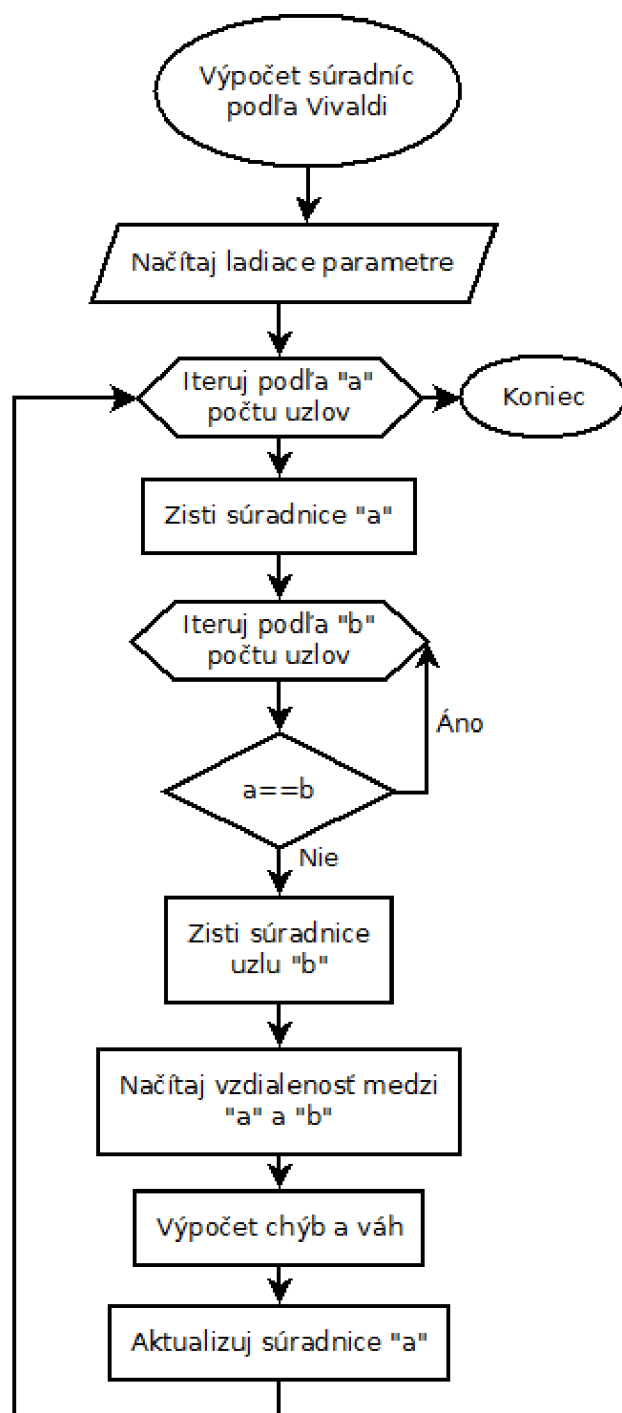 Výpočet súradníc
podľa Vivaldi
Načítaj ladiace parametre
Iteruj podľa "a"
počtu uzlov
Koniec
Zisti súradnice "a"
Iteruj podľa "b"
počtu uzlov
Áno
a==b
Nie
Zisti súradnice
uzlu "b"
Načítaj vzdialenosť medzi
"a" a "b"
Výpočet chýb a váh
Aktualizuj súradnice "a"